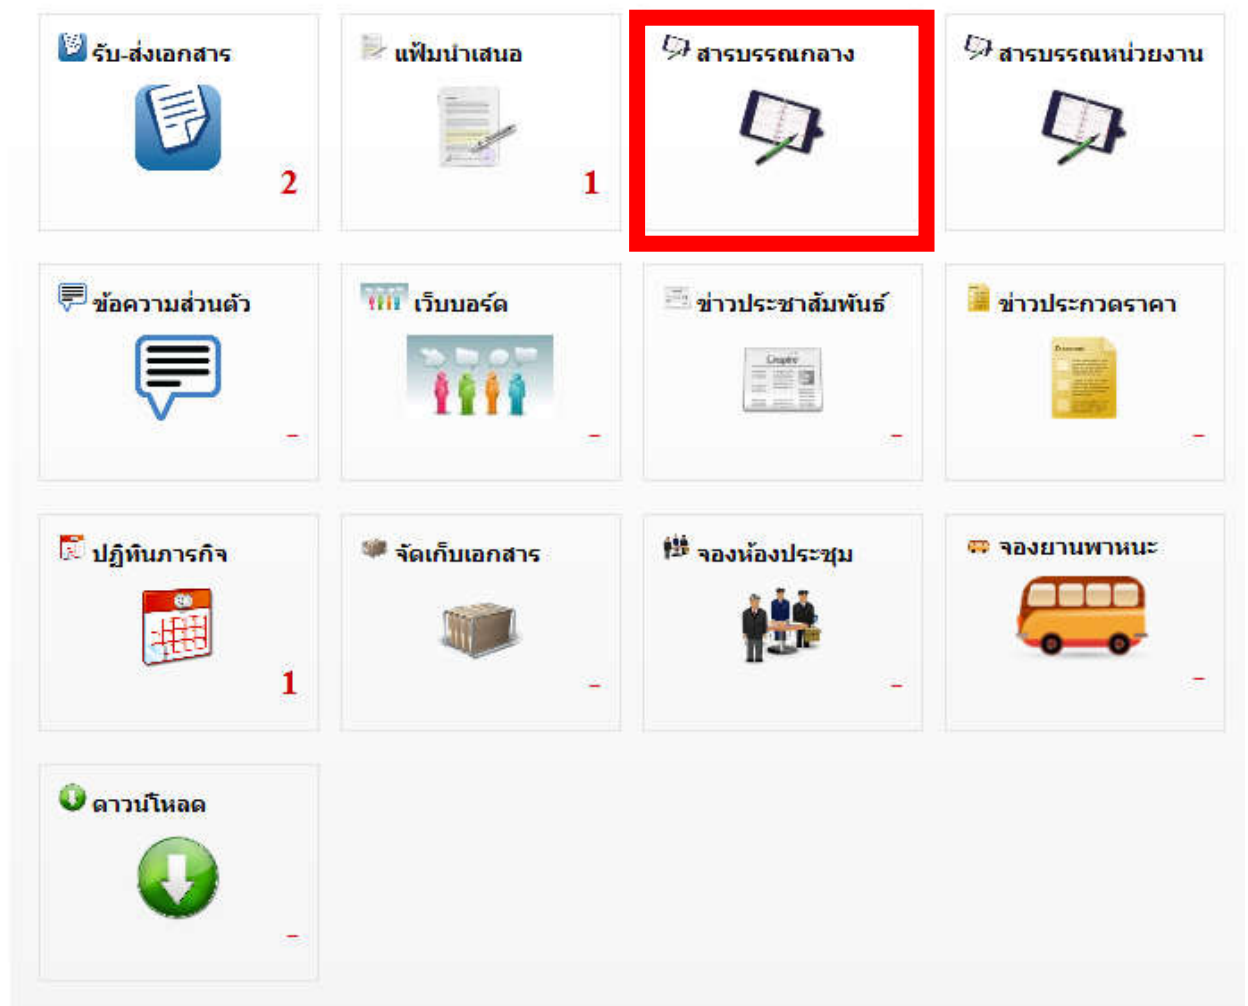 รับ-ส่งเอกสาร
2
แฟ้มนำเสนอ
1
สารบรรณกลาง
สารบรรณหน่วยงาน
ข้อความส่วนตัว
-
เว็บบอร์ด
-
ข่าวประชาสัมพันธ์
-
ข่าวประกวดราคา
-
ปฏิทินภารกิจ
1
จัดเก็บเอกสาร
-
จองห้องประชุม
-
จองยานพาหนะ
-
ดาวน์โหลด
-